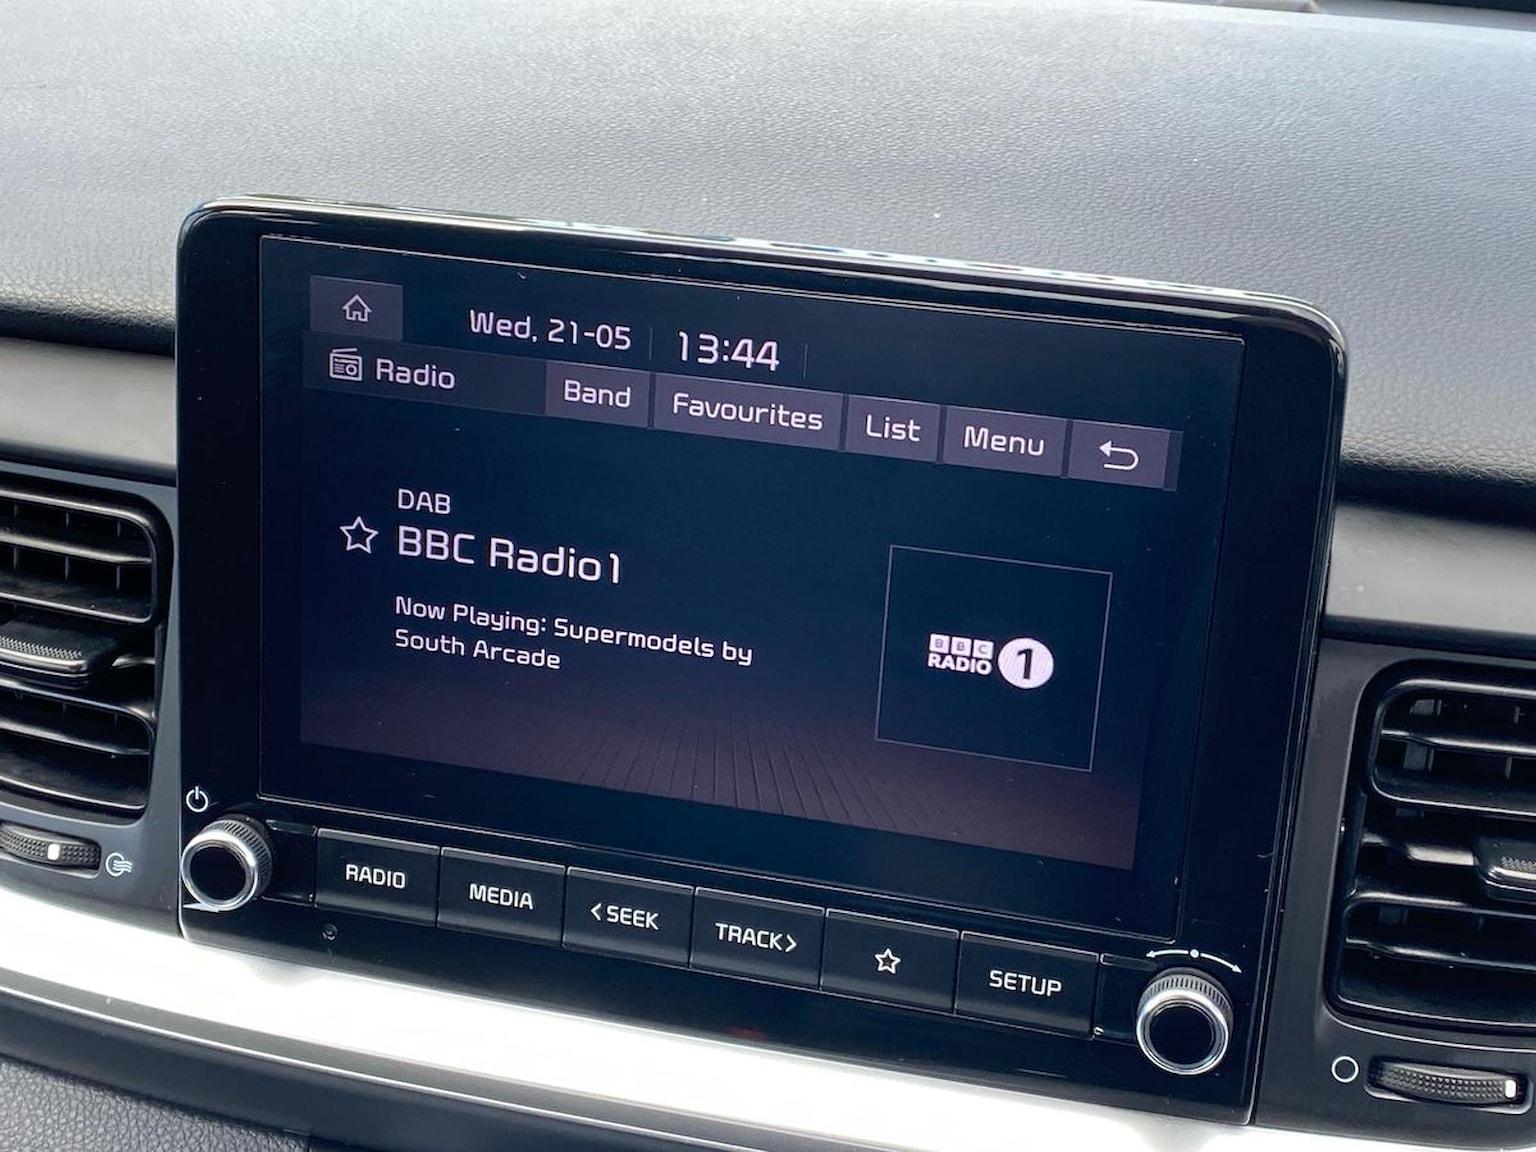 Wed, 21-05 13:44
Radio Band Favourites List Menu
DAB
BBC Radio1
Now Playing: Supermodels by
South Arcade
BBC
RADIO 1
RADIO MEDIA <SEEK TRACK> SETUP